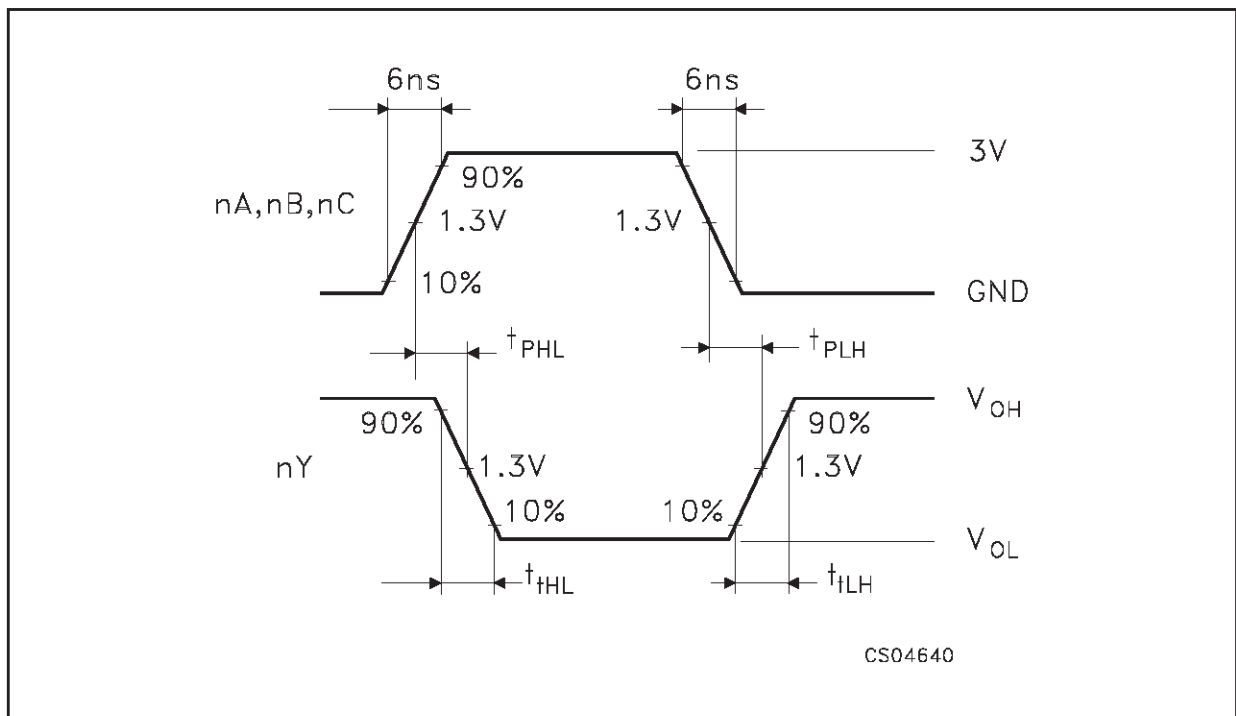 6ns 6ns
3V
90%
nA,nB,nC
1.3V 1.3V
10%
GND
tPHL tPLH
VOH
90% 90%
nY
1.3V 1.3V
10% 10%
VOL
ttHL ttLH
CS04640